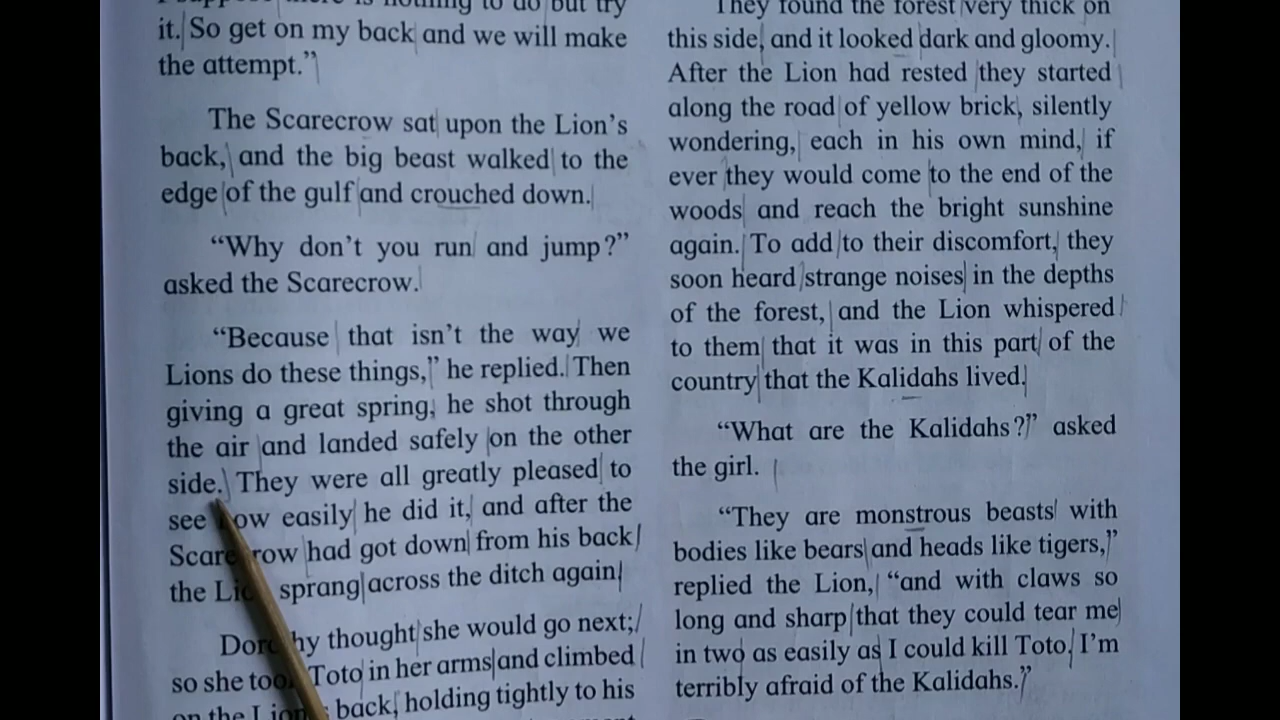 it. So get on my back and we will make
the attempt.”
The Scarecrow sat upon the Lion’s
back, and the big beast walked to the
edge of the gulf and crouched down.
“Why don’t you run and jump?”
asked the Scarecrow.
“Because that isn’t the way we
Lions do these things,” he replied. Then
giving a great spring, he shot through
the air and landed safely on the other
side. They were all greatly pleased to
see how easily he did it, and after the
Scarecrow had got down from his back
the Lion sprang across the ditch again
Dorothy thought she would go next;
so she took Toto in her arms and climbed
on the Lion’s back, holding tightly to his
They found the forest very thick on
this side, and it looked dark and gloomy.
After the Lion had rested they started
along the road of yellow brick, silently
wondering, each in his own mind, if
ever they would come to the end of the
woods and reach the bright sunshine
again. To add to their discomfort, they
soon heard strange noises in the depths
of the forest, and the Lion whispered
to them that it was in this part of the
country that the Kalidahs lived.
“What are the Kalidahs?” asked
the girl.
“They are monstrous beasts with
bodies like bears and heads like tigers,”
replied the Lion, “and with claws so
long and sharp that they could tear me
in two as easily as I could kill Toto. I’m
terribly afraid of the Kalidahs.”